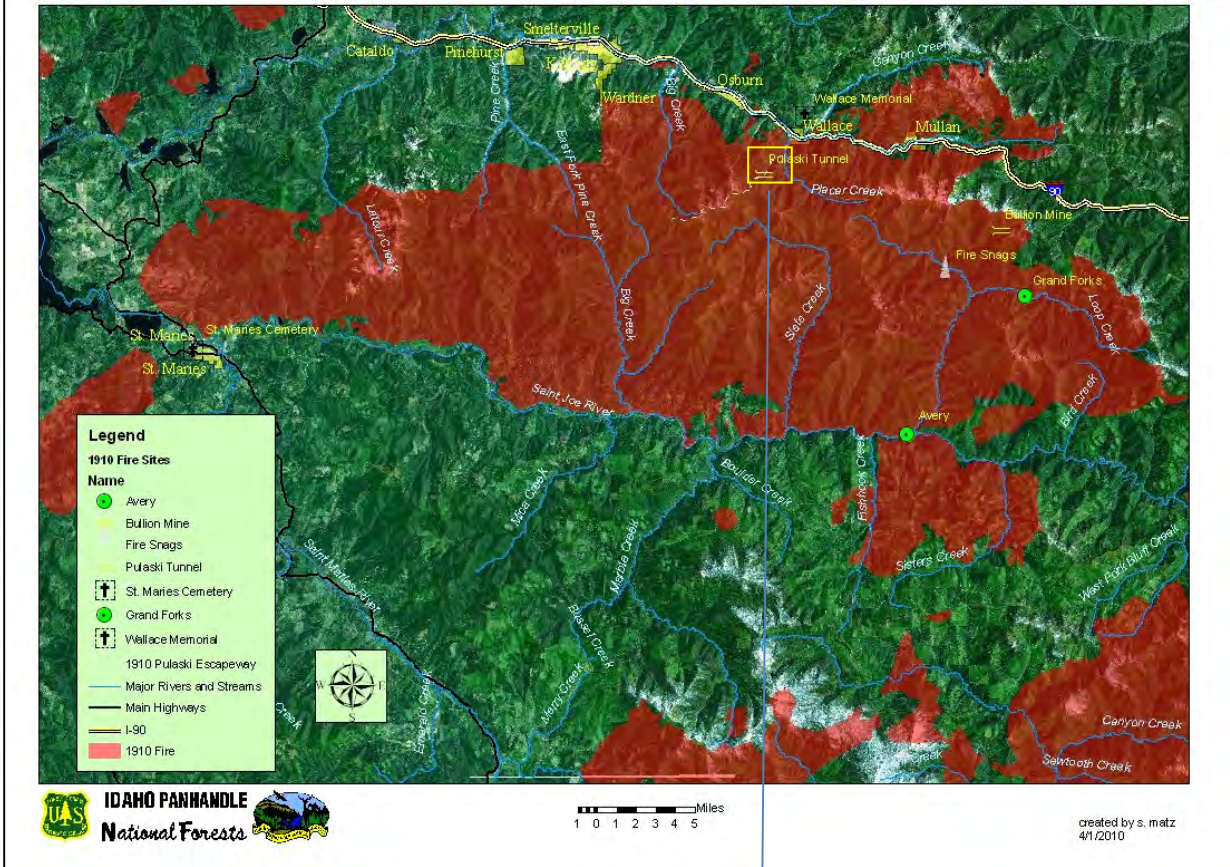 Smelterville
Cataldo
Pinehurst
Canyon Creek
Osburn
Wardner
Pine Creek
Big Creek
Wallace Memorial
Wallace
Mullan
East Fork Pine Creek
Pulaski Tunnel
Placer Creek
90
Latour Creek
Bullion Mine
Fire Snags
Grand Forks
Big Creek
Slate Creek
Loop Creek
St. Maries
St. Maries Cemetery
St. Maries
Saint Joe River
Bird Creek
Avery
Legend
1910 Fire Sites
Name
Avery
Bullion Mine
Fire Snags
Pulaski Tunnel
St. Maries Cemetery
Grand Forks
Wallace Memorial
1910 Pulaski Escapeway
Major Rivers and Streams
Main Highways
I-90
1910 Fire
Mica Creek
Boulder Creek
Fishhook Creek
Marble Creek
Sisters Creek
West Fork Bluff Creek
Saint Maries River
Bussel Creek
Merry Creek
Emerald Creek
Creek
N
W E
S
Canyon Creek
Creek
Sawtooth Creek
UAS
IDAHO PANHANDLE
National Forests
Miles
1 0 1 2 3 4 5
created by s. matz
4/1/2010